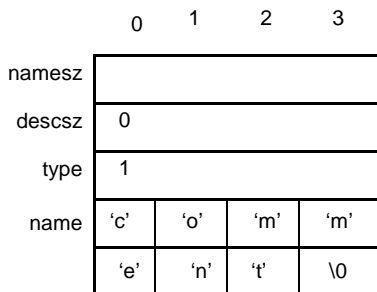 0 1 2 3
namesz
descsz 0
type 1
name ‘c’ ‘o’ ‘m’ ‘m’
‘e’ ‘n’ ‘t’ \0